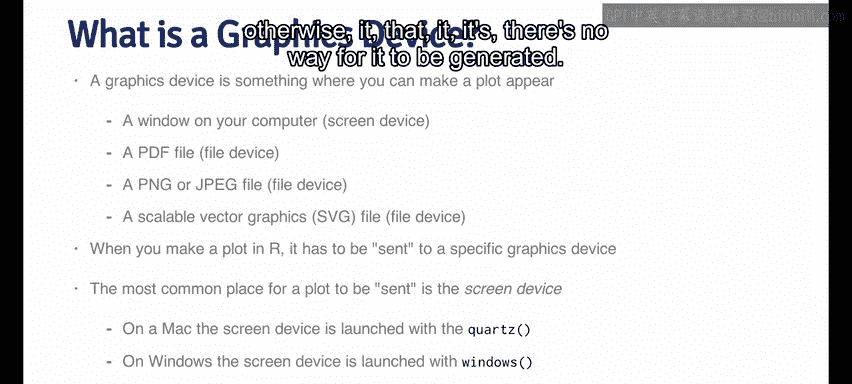 What is a Graphics Device?
otherwise, it, that, it, it's, there's no
way for it to be generated.
· A graphics device is something where you can make a plot appear
- A window on your computer (screen device)
- A PDF file (file device)
- A PNG or JPEG file (file device)
- A scalable vector graphics (SVG) file (file device)
· When you make a plot in R, it has to be "sent" to a specific graphics device
· The most common place for a plot to be "sent" is the screen device
- On a Mac the screen device is launched with the quartz()
- On Windows the screen device is launched with windows()